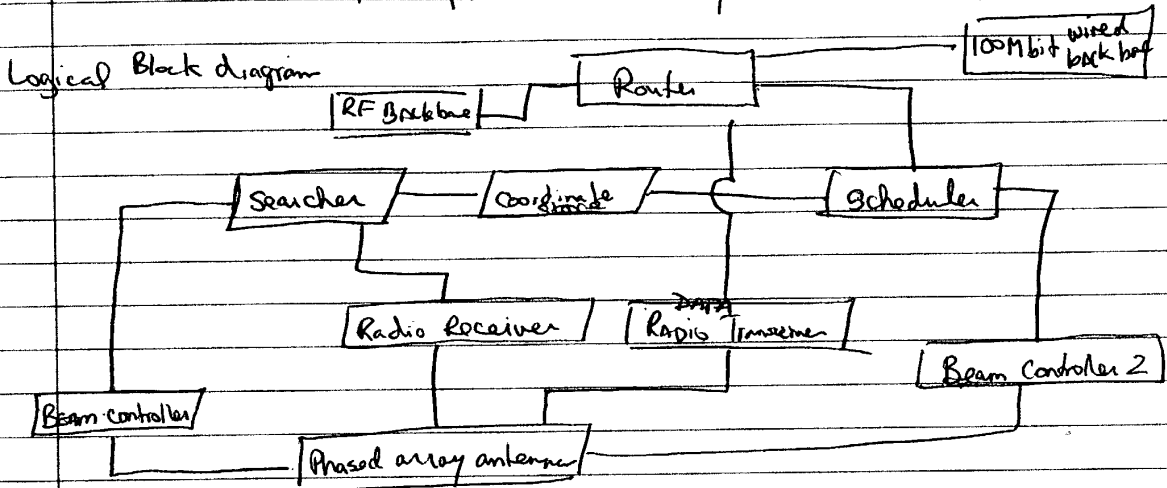 Logical Block diagram
100Mbit wired
back bone
Router
RF Backbone
Searcher
Coordinate
Scheduler
Radio Receiver
DATA
RADIO Transceiver
Beam Controller 2
BEAM Controller
Phased array antenna